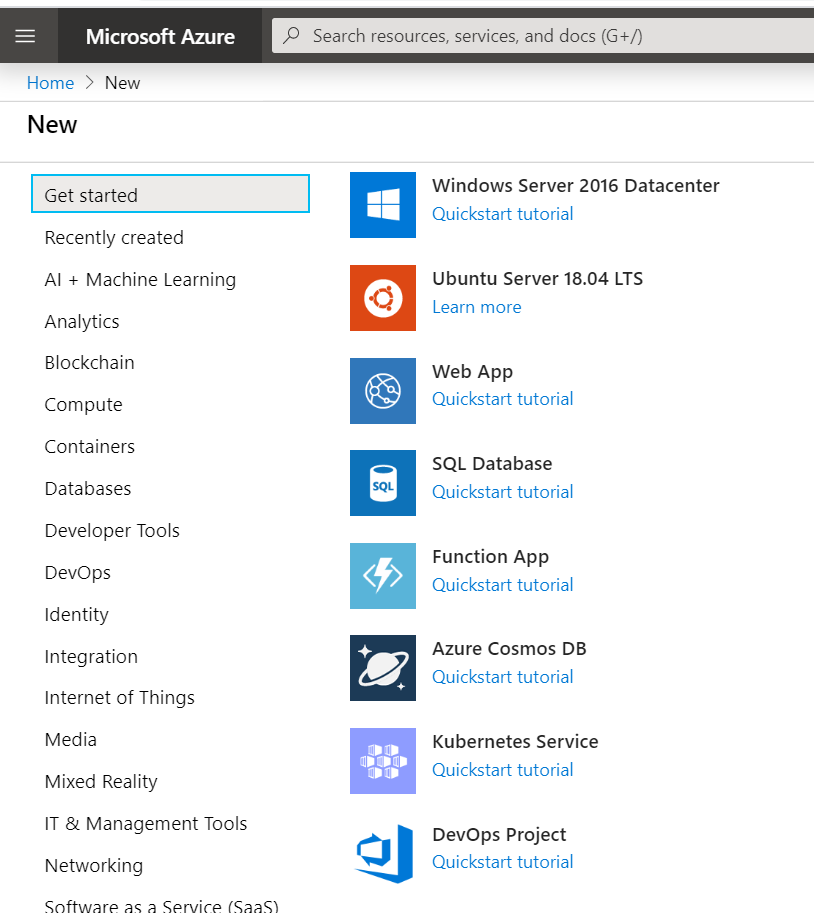 Microsoft Azure
Search resources, services, and docs (G+/)
Home > New
New
Get started
Recently created
AI + Machine Learning
Analytics
Blockchain
Compute
Containers
Databases
Developer Tools
DevOps
Identity
Integration
Internet of Things
Media
Mixed Reality
IT & Management Tools
Networking
Software as a Service (SaaS)
Windows Server 2016 Datacenter
Quickstart tutorial
Ubuntu Server 18.04 LTS
Learn more
Web App
Quickstart tutorial
SQL
SQL Database
Quickstart tutorial
Function App
Quickstart tutorial
Azure Cosmos DB
Quickstart tutorial
Kubernetes Service
Quickstart tutorial
DevOps Project
Quickstart tutorial